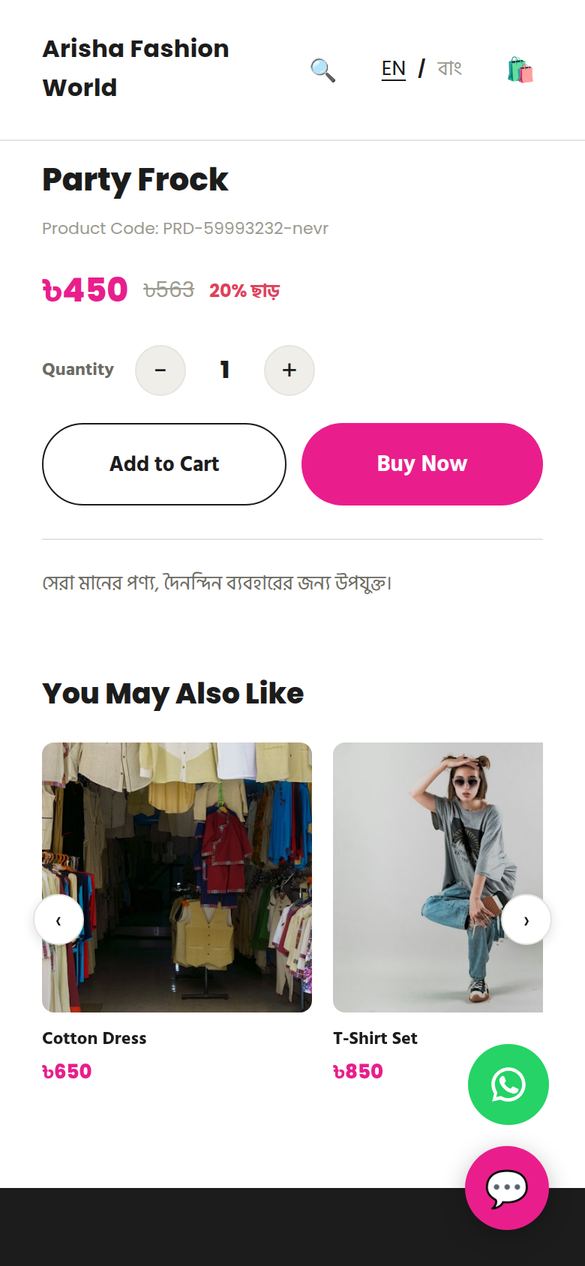 Arisha Fashion
World
EN / বাং
Party Frock
Product Code: PRD-59993232-nevr
৳450 ৳563 20% ছাড়
Quantity − 1 +
Add to Cart Buy Now
সেরা মানের পণ্য, দৈনন্দিন ব্যবহারের জন্য উপযুক্ত।
You May Also Like
‹ ›
Cotton Dress T-Shirt Set
৳650 ৳850